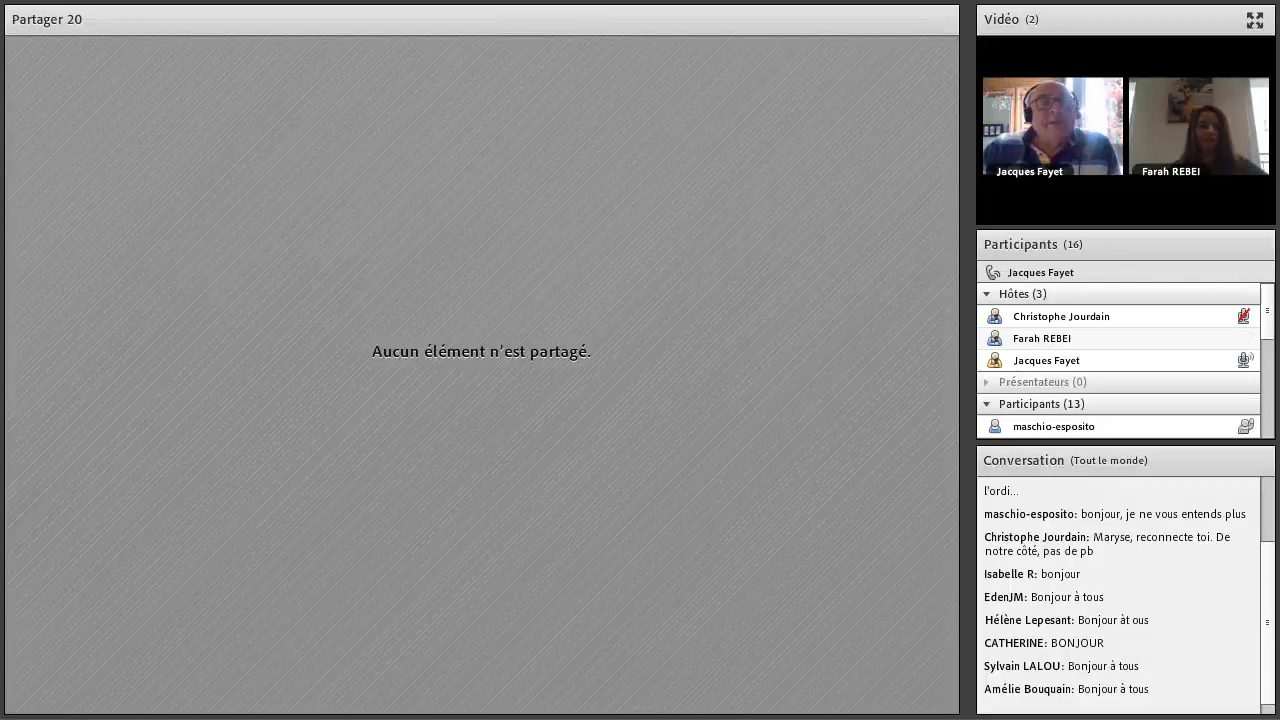 Partager 20
Aucun élément n'est partagé.
Vidéo (2)
Jacques Fayet
Farah REBEI
Participants (16)
Jacques Fayet
Hôtes (3)
Christophe Jourdain
Farah REBEI
Jacques Fayet
Présentateurs (0)
Participants (13)
maschio-esposito
Conversation (Tout le monde)
l'ordi...
maschio-esposito: bonjour, je ne vous entends plus
Christophe Jourdain: Maryse, reconnecte toi. De
notre côté, pas de pb
Isabelle R: bonjour
EdenJM: Bonjour à tous
Hélène Lepesant: Bonjour àt ous
CATHERINE: BONJOUR
Sylvain LALOU: Bonjour à tous
Amélie Bouquain: Bonjour à tous